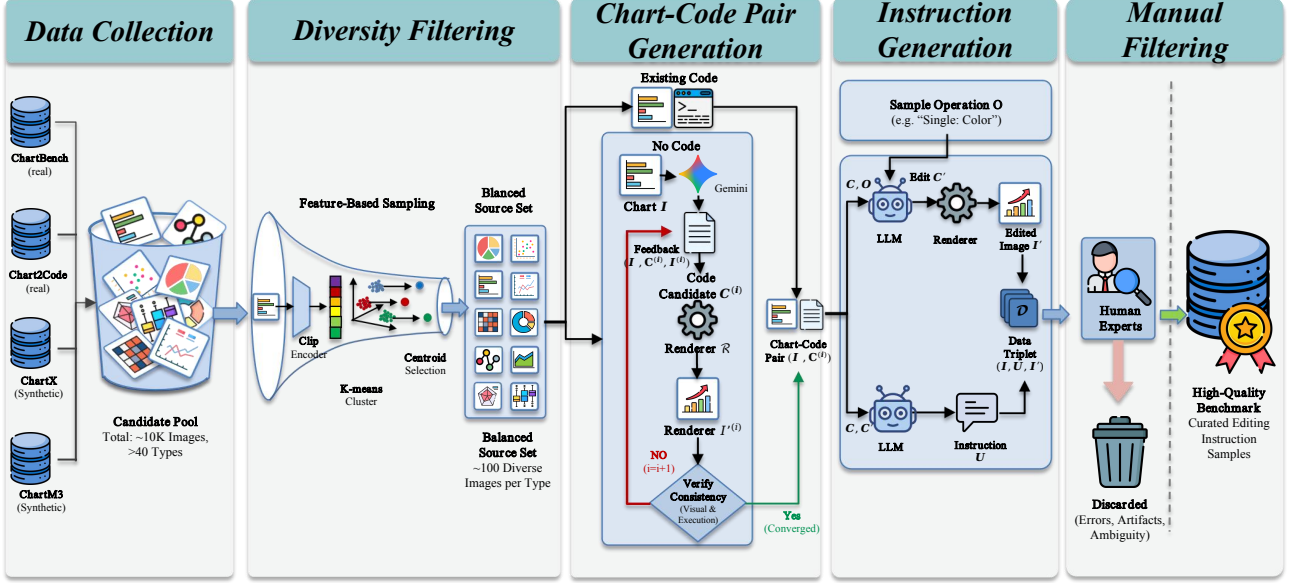 Data Collection
Diversity Filtering
Chart-Code Pair
Generation
Instruction
Generation
Manual
Filtering
ChartBench
(real)
Chart2Code
(real)
ChartX
(Synthetic)
ChartM3
(Synthetic)
Candidate Pool
Total: ~10K Images,
>40 Types
Feature-Based Sampling
Clip
Encoder
K-means
Cluster
Centroid
Selection
Blanced
Source Set
Balanced
Source Set
~100 Diverse
Images per Type
Existing Code
No Code
Gemini
Chart I
Feedback
(I , C⁽ⁱ⁾, I⁽ⁱ⁾)
Code
Candidate C⁽ⁱ⁾
Renderer R
Renderer I'⁽ⁱ⁾
NO
(i=i+1)
Verify
Consistency
(Visual &
Execution)
Yes
(Converged)
Chart-Code
Pair (I , C⁽ⁱ⁾)
Sample Operation O
(e.g. “Single: Color”)
C, O
Edit C'
LLM
Renderer
Edited
Image I'
D
Data
Triplet
(I, U, I')
C, C'
LLM
Instruction
U
Human
Experts
Discarded
(Errors, Artifacts,
Ambiguity)
High-Quality
Benchmark
Curated Editing
Instruction
Samples